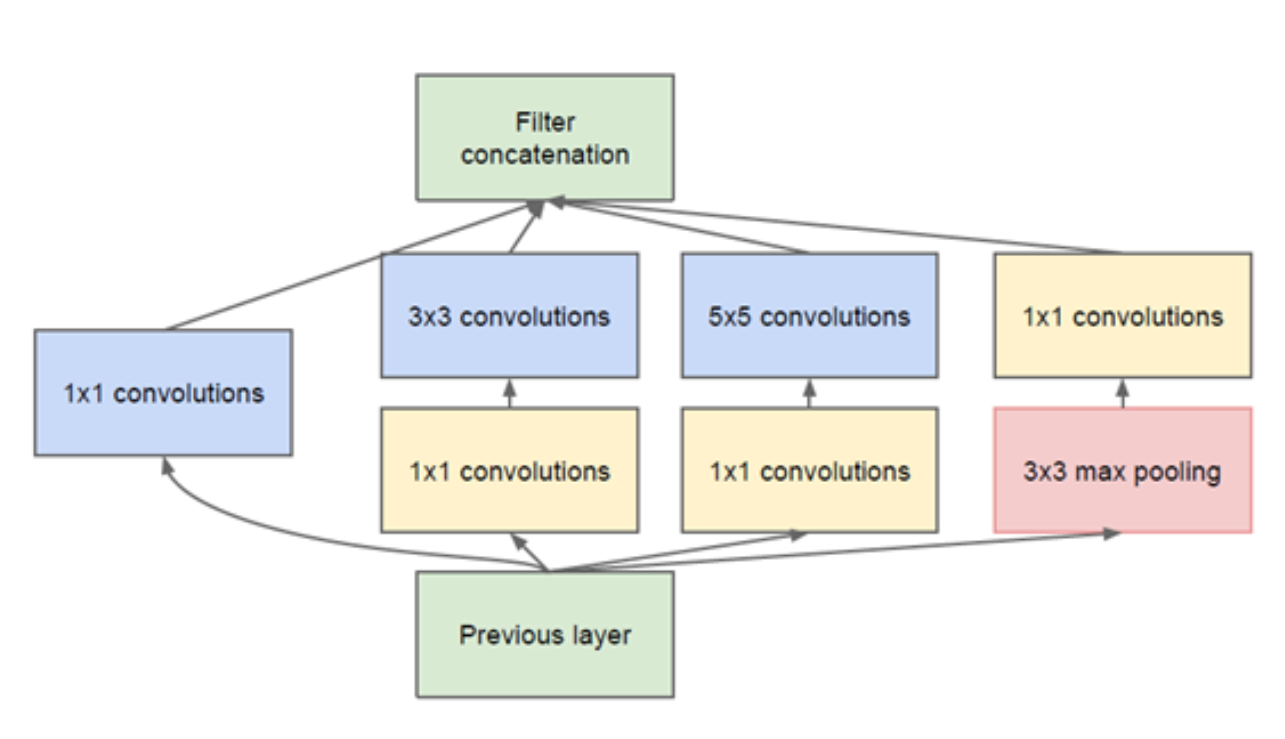 Filter
concatenation
3x3 convolutions
5x5 convolutions
1x1 convolutions
1x1 convolutions
1x1 convolutions
1x1 convolutions
3x3 max pooling
Previous layer